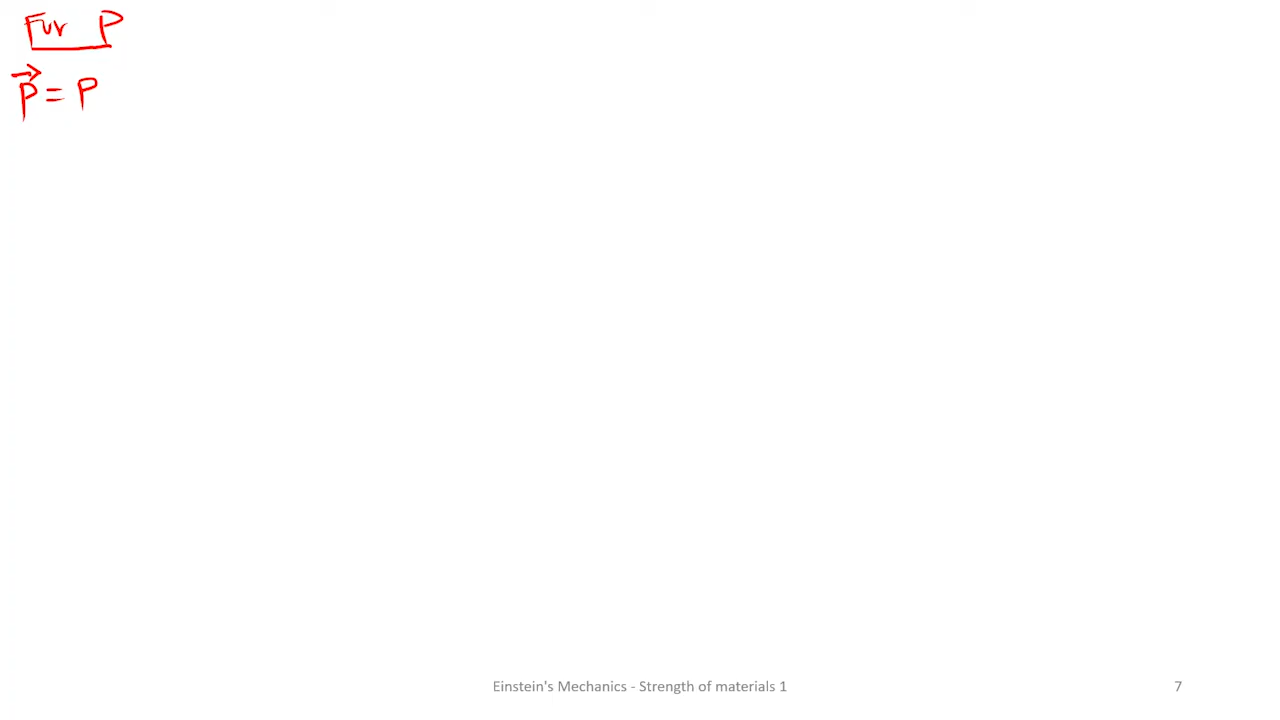 For P
P⃗ = P
Einstein's Mechanics - Strength of materials 1
7